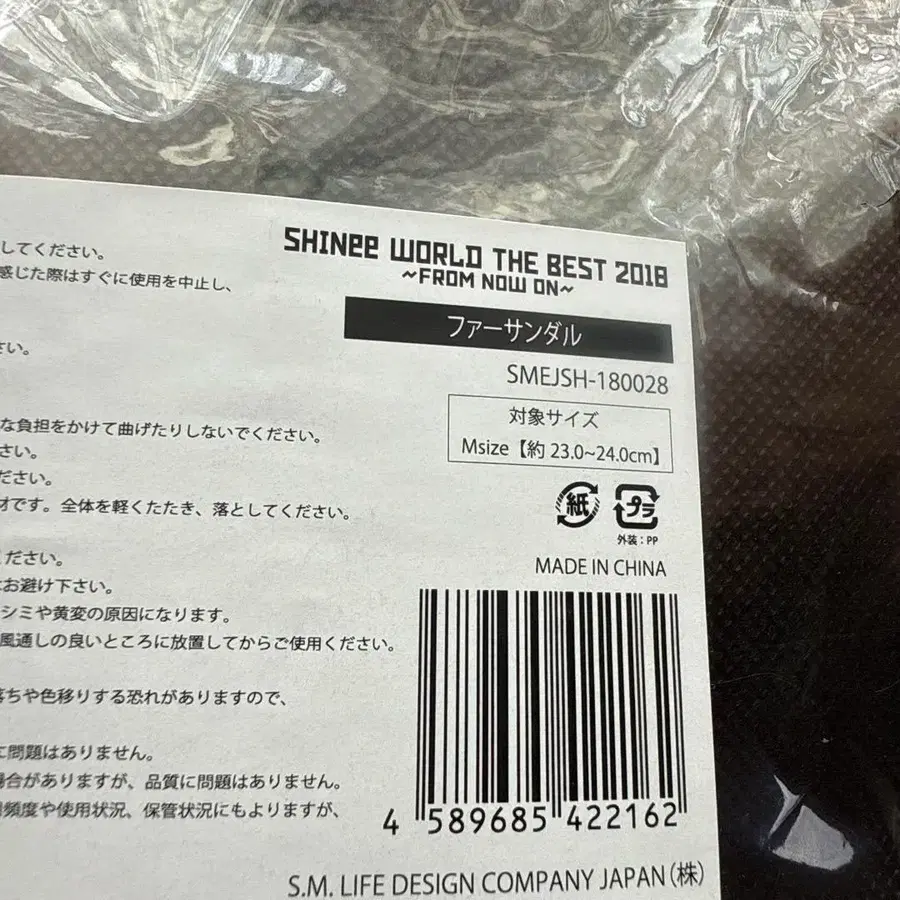 SHINee WORLD THE BEST 2018
~FROM NOW ON~
ファーサンダル
SMEJSH-180028
対象サイズ
Msize【約 23.0~24.0cm】
紙
プラ
外装：PP
MADE IN CHINA
4 589685 422162
S.M. LIFE DESIGN COMPANY JAPAN（株）
してください。
感じた際はすぐに使用を中止し、
さい。
な負担をかけて曲げたりしないでください。
さい。
ださい。
です。全体を軽くたたき、落としてください。
ください。
お避け下さい。
シミや黄変の原因になります。
風通しの良いところに放置してからご使用ください。
落ちや色移りする恐れがありますので、
に問題はありません。
場合がありますが、品質に問題はありません。
頻度や使用状況、保管状況にもよりますが、